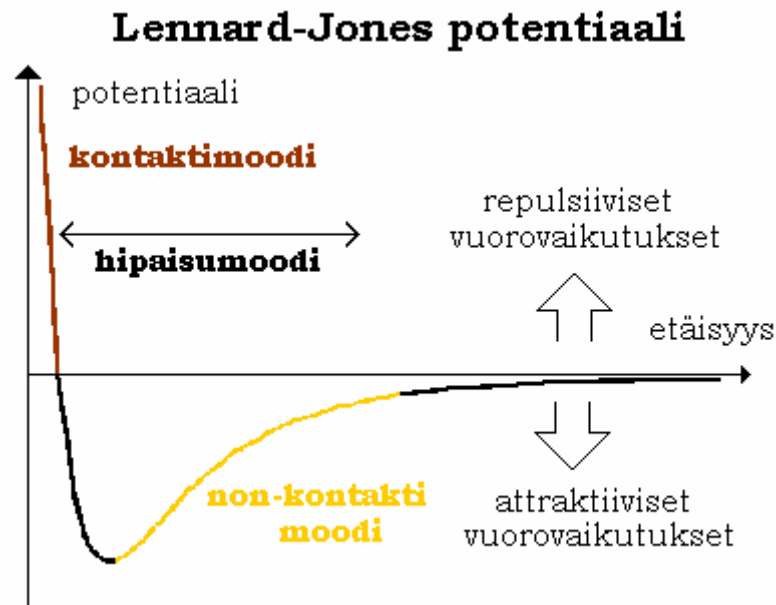 Lennard-Jones potentiaali
potentiaali
kontaktimoodi
hipaisumoodi
repulsiiviset
vuorovaikutukset
etäisyys
non-kontakti
moodi
attraktiiviset
vuorovaikutukset